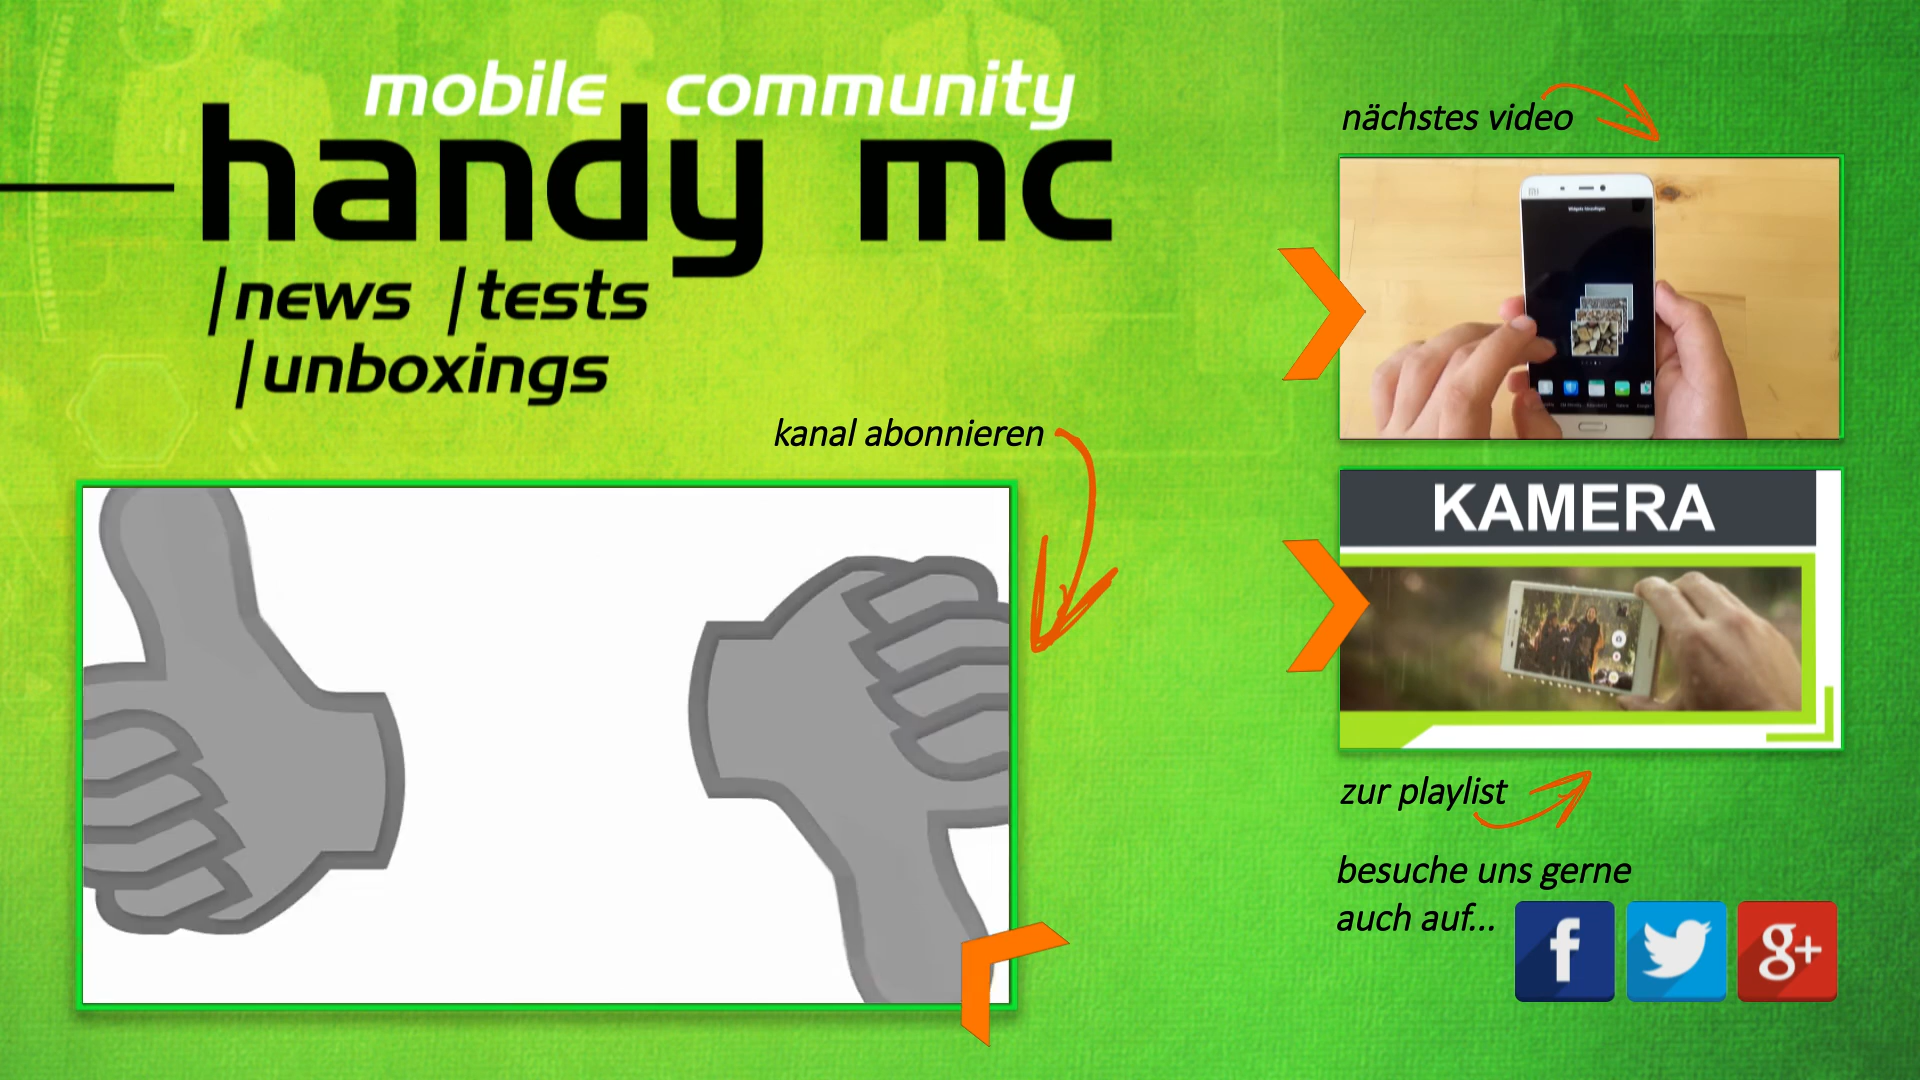 mobile community
handy mc
|news |tests
|unboxings
kanal abonnieren
nächstes video
mi
KAMERA
zur playlist
besuche uns gerne
auch auf...
f
g+